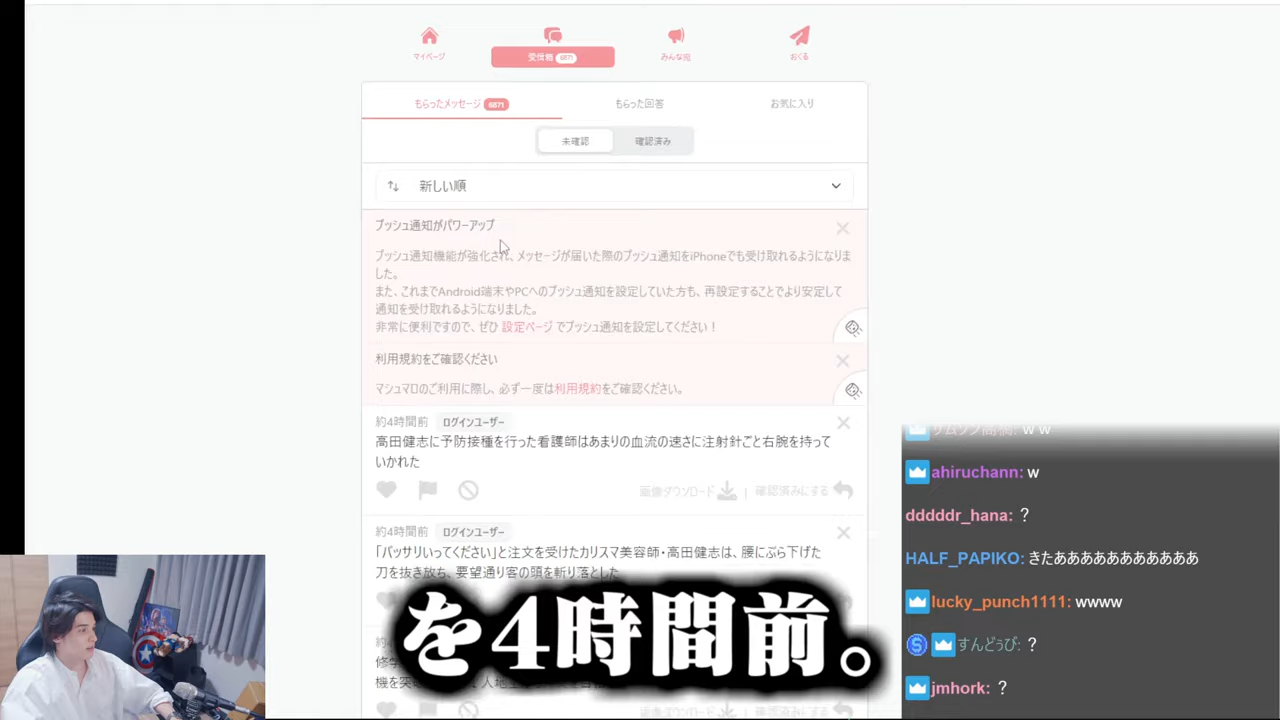 マイページ
受信箱 6871
みんな宛
おくる
もらったメッセージ 6871
もらった回答
お気に入り
未確認
確認済み
新しい順
プッシュ通知がパワーアップ
プッシュ通知機能が強化され、メッセージが届いた際のプッシュ通知をiPhoneでも受け取れるようになりま
した。
また、これまでAndroid端末やPCへのプッシュ通知を設定していた方も、再設定することでより安定して
通知を受け取れるようになりました。
非常に便利ですので、ぜひ 設定ページ でプッシュ通知を設定してください！
利用規約をご確認ください
マシュマロのご利用に際し、必ず一度は利用規約をご確認ください。
約4時間前 ログインユーザー
高田健志に予防接種を行った看護師はあまりの血流の速さに注射針ごと右腕を持って
いかれた
画像ダウンロード | 確認済みにする
約4時間前 ログインユーザー
「バッサリいってください」と注文を受けたカリスマ美容師・高田健志は、腰にぶら下げた
刀を抜き放ち、要望通り客の頭を斬り落とした
を4時間前。
画像ダウンロード | 確認済みにする
w w
ahiruchann: w
dddddr_hana: ？
HALF_PAPIKO: きたああああああああああああ
lucky_punch1111: wwww
すんどぅび: ？
jmhork: ？